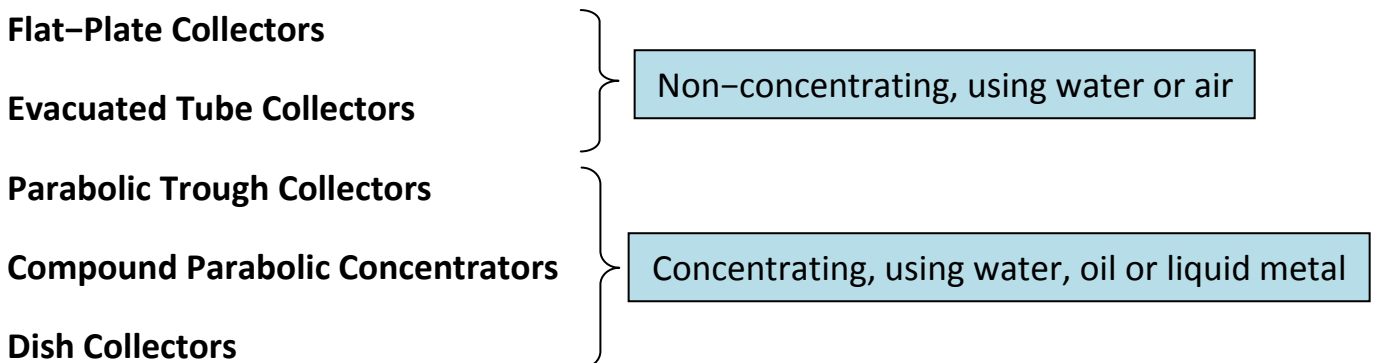 Flat−Plate Collectors
Non−concentrating, using water or air
Evacuated Tube Collectors
Parabolic Trough Collectors
Compound Parabolic Concentrators
Concentrating, using water, oil or liquid metal
Dish Collectors